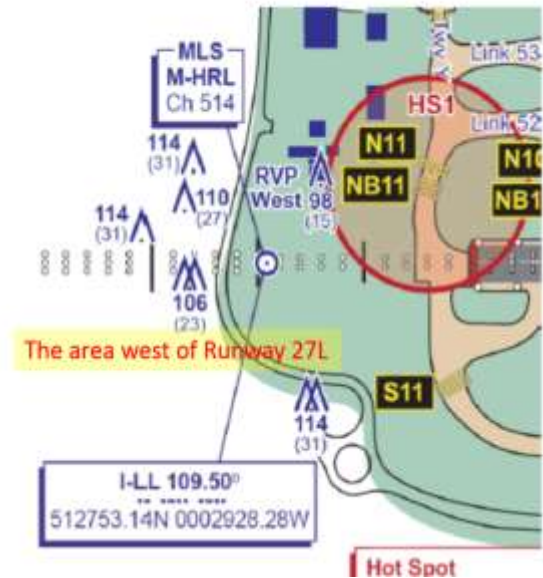 MLS
M-HRL
Ch 514
Twy Y
Link 53
HS1
Link 52
114
(31)
N11
N10
110
(27)
RVP
West
98
(15)
NB11
NB1
114
(31)
106
(23)
The area west of Runway 27L
S11
114
(31)
I-LL 109.50°
512753.14N 0002928.28W
Hot Spot